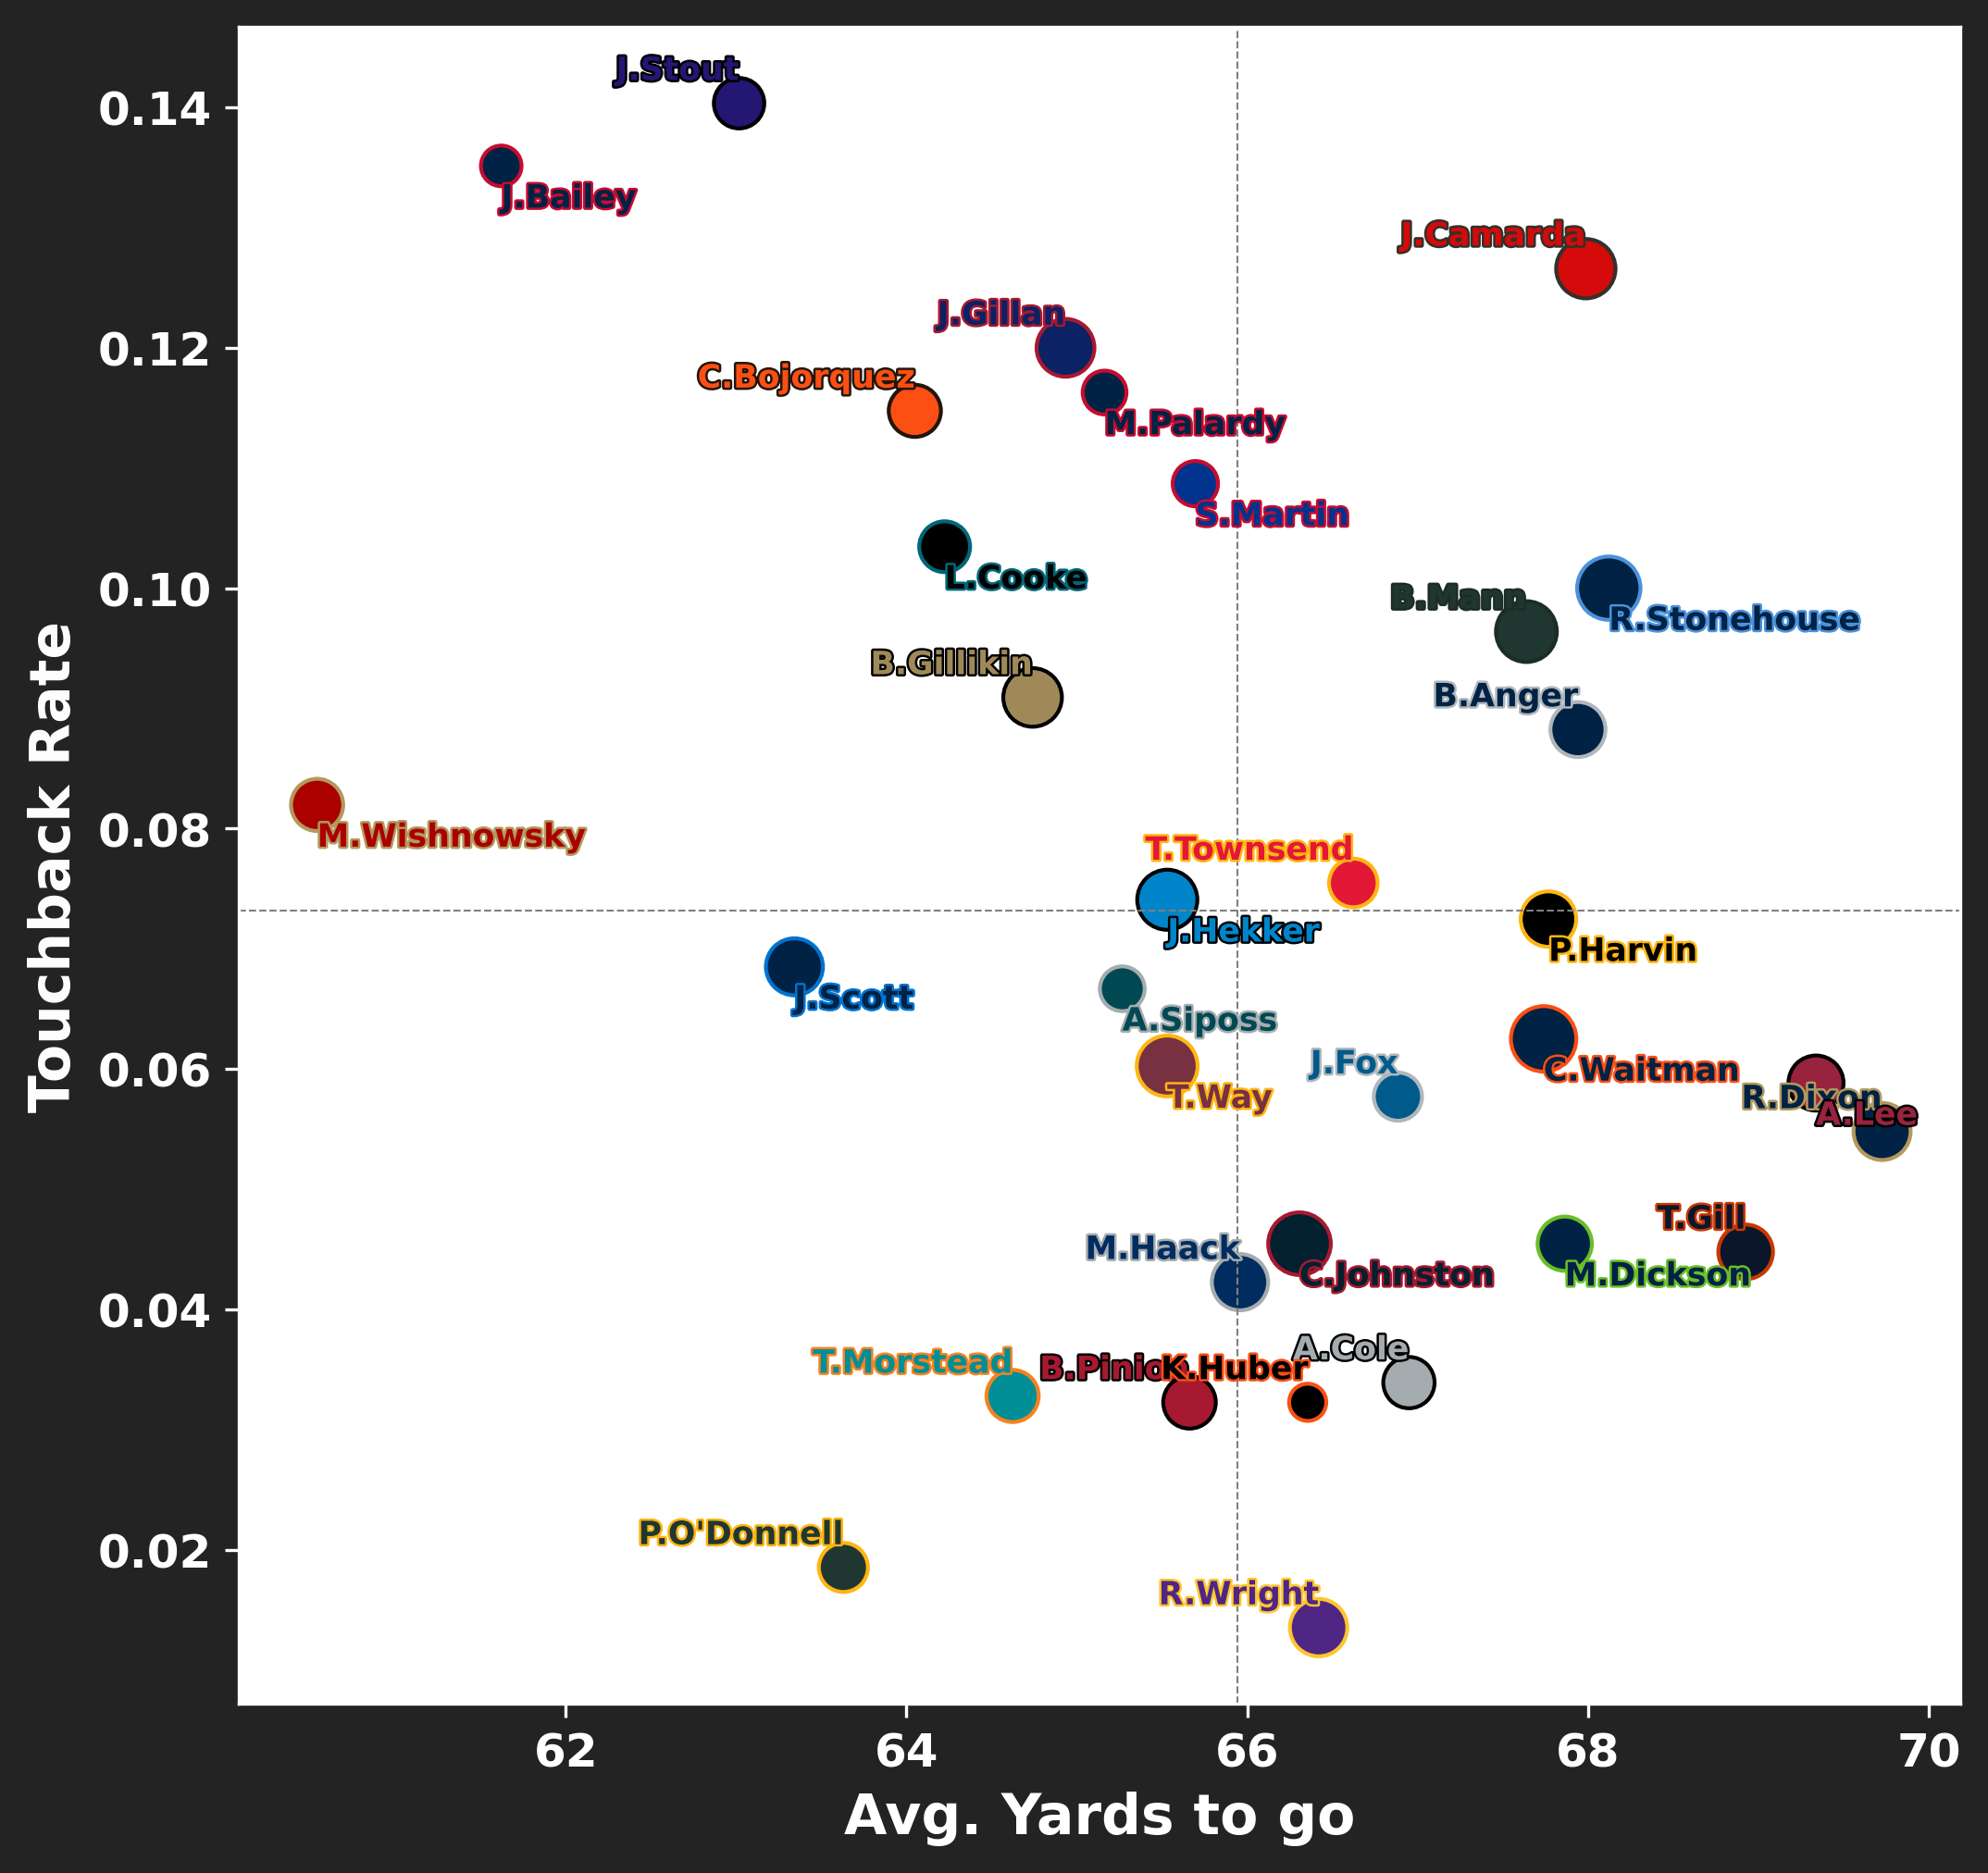 J.Stout
0.14
J.Bailey
J.Camarda
J.Gillan
0.12
C.Bojorquez
M.Palardy
S.Martin
L.Cooke
0.10
B.Mann
R.Stonehouse
B.Gillikin
B.Anger
0.08
M.Wishnowsky
T.Townsend
J.Hekker
P.Harvin
J.Scott
A.Siposs
0.06
J.Fox
C.Waitman
T.Way
R.Dixon
A.Lee
T.Gill
M.Haack
C.Johnston
M.Dickson
0.04
A.Cole
T.Morstead
K.Huber
P.O'Donnell
0.02
R.Wright
Touchback Rate
62 64 66 68 70
Avg. Yards to go